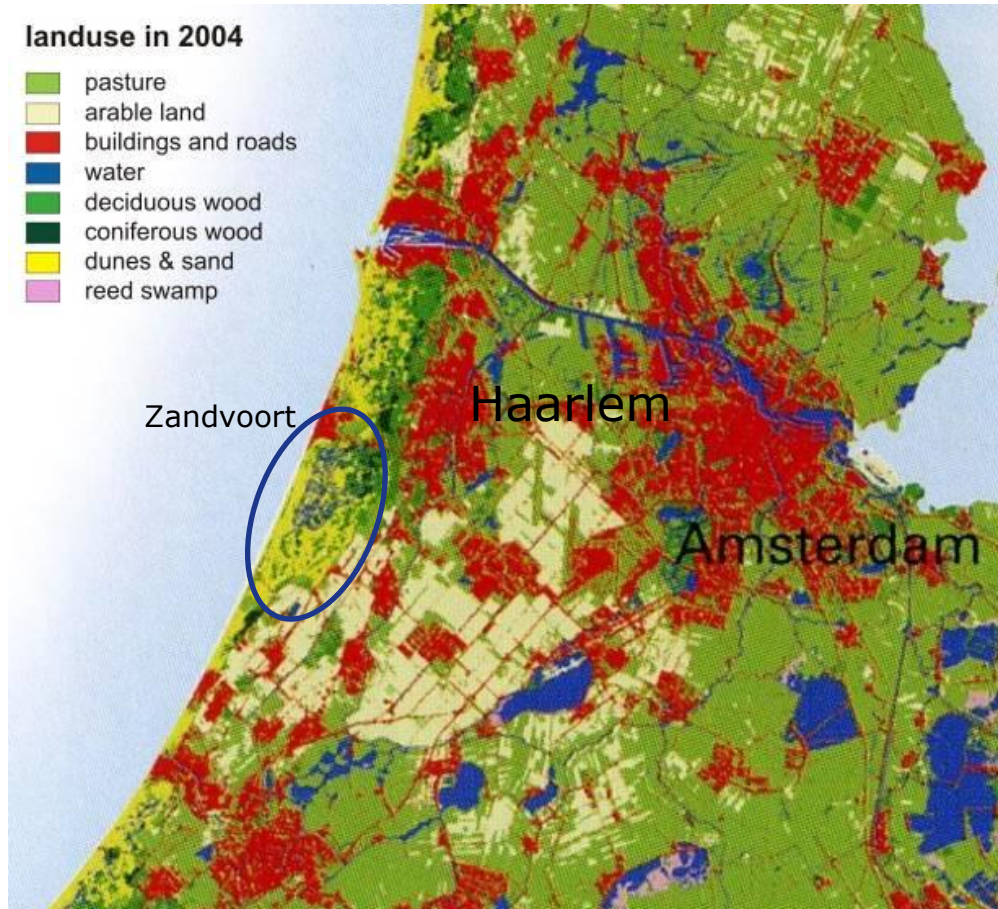 landuse in 2004
pasture
arable land
buildings and roads
water
deciduous wood
coniferous wood
dunes & sand
reed swamp
Zandvoort
Haarlem
Amsterdam